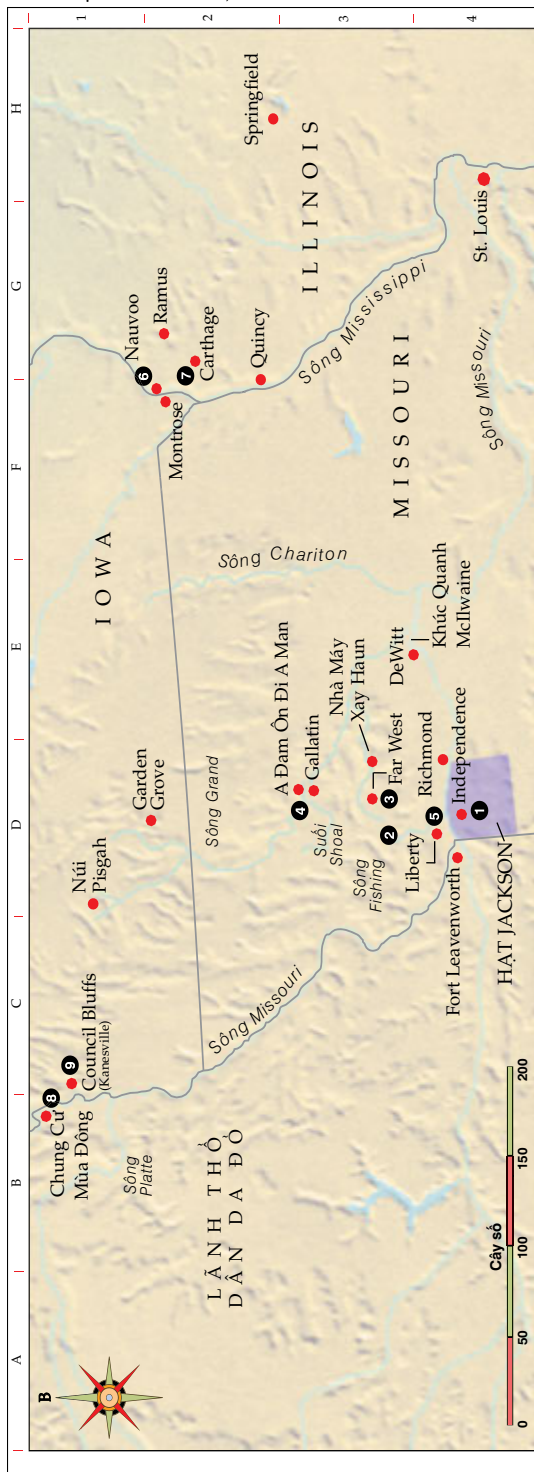 A
B
C
D
E
F
G
H
1
2
3
4
B
Chung Cư
Mùa Đông
8
9
Council Bluffs
(Kanesville)
Sông
Platte
LÃNH THỔ
DÂN DA ĐỎ
Sông Missouri
Núi
Pisgah
Garden
Grove
Sông Grand
IOWA
Sông Chariton
4
A Đam Ôn Đi A Man
Gallatin
Suối
Shoal
Nhà Máy
Xay Haun
Far West
3
2
Sông
Fishing
Liberty
5
Richmond
Independence
1
Fort Leavenworth
HẠT JACKSON
DeWitt
Khúc Quanh
McIlwaine
MISSOURI
Sông Missouri
6
Nauvoo
Ramus
7
Carthage
Montrose
Quincy
Sông Mississippi
ILLINOIS
Springfield
St. Louis
Cây số
0
50
100
150
200